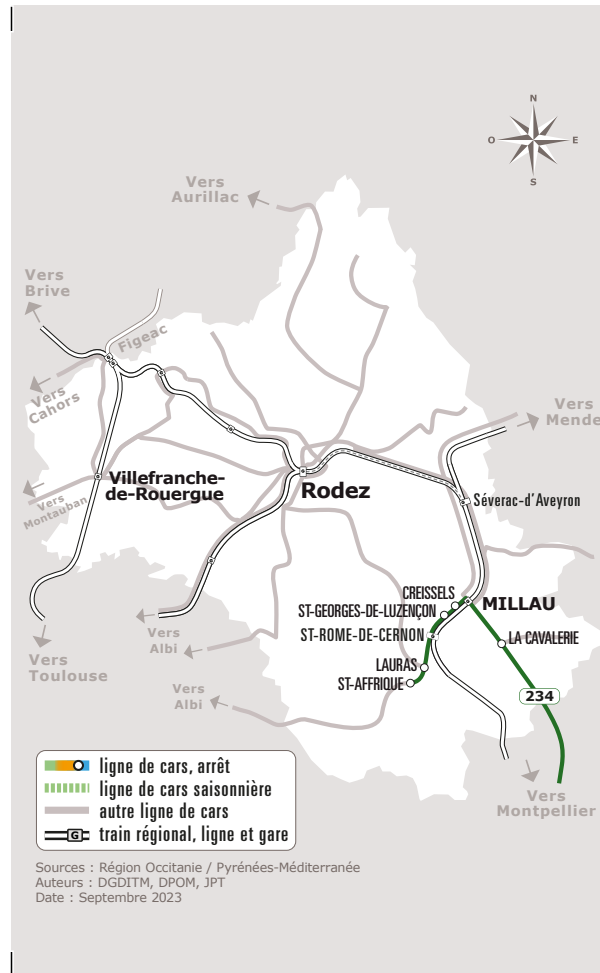 N
O
E
S
Vers
Aurillac
Vers
Brive
Figeac
Vers
Cahors
Vers
Mende
Villefranche-
de-Rouergue
Vers
Montauban
Rodez
Séverac-d'Aveyron
CREISSELS
MILLAU
ST-GEORGES-DE-LUZENÇON
ST-ROME-DE-CERNON
LA CAVALERIE
Vers
Toulouse
Vers
Albi
LAURAS
ST-AFFRIQUE
Vers
Albi
234
Vers
Montpellier
ligne de cars, arrêt
ligne de cars saisonnière
autre ligne de cars
G
train régional, ligne et gare
Sources : Région Occitanie / Pyrénées-Méditerranée
Auteurs : DGDITM, DPOM, JPT
Date : Septembre 2023